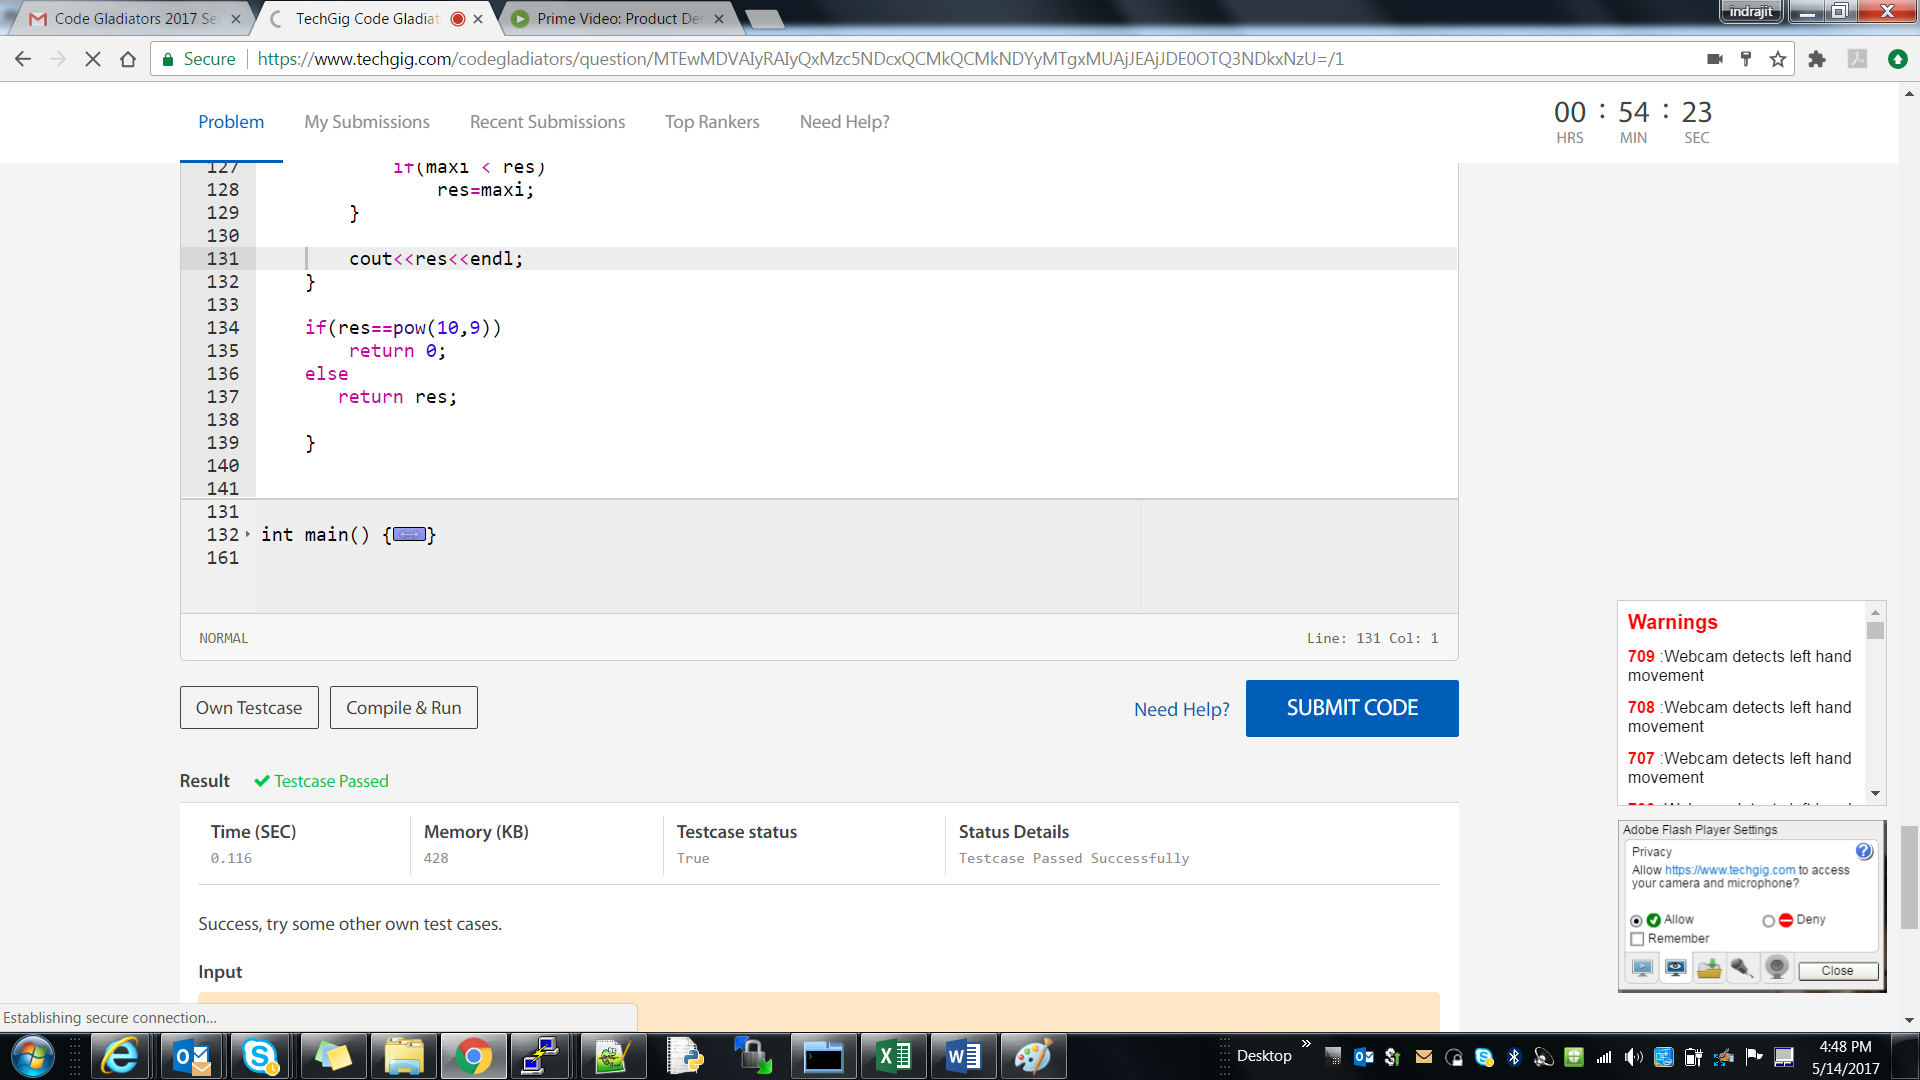 Code Gladiators 2017 Se
TechGig Code Gladiat
Prime Video: Product De
indrajit
Secure
https://www.techgig.com/codegladiators/question/MTEwMDVAIyRAIyQxMzc5NDcxQCMkQCMkNDYyMTgxMUAjJEAjJDE0OTQ3NDkxNzU=/1
Problem
My Submissions
Recent Submissions
Top Rankers
Need Help?
00 : 54 : 23
HRS MIN SEC
127 if(maxi < res)
128 res=maxi;
129 }
130
131 cout<<res<<endl;
132 }
133
134 if(res==pow(10,9))
135 return 0;
136 else
137 return res;
138
139 }
140
141
131
132 int main() {}
161
NORMAL
Line: 131 Col: 1
Own Testcase
Compile & Run
Need Help?
SUBMIT CODE
Result
Testcase Passed
Time (SEC) Memory (KB) Testcase status Status Details
0.116 428 True Testcase Passed Successfully
Success, try some other own test cases.
Input
Warnings
709 :Webcam detects left hand
movement
708 :Webcam detects left hand
movement
707 :Webcam detects left hand
movement
Adobe Flash Player Settings
Privacy
Allow https://www.techgig.com to access
your camera and microphone?
Allow
Deny
Remember
Close
Establishing secure connection...
Desktop
4:48 PM
5/14/2017